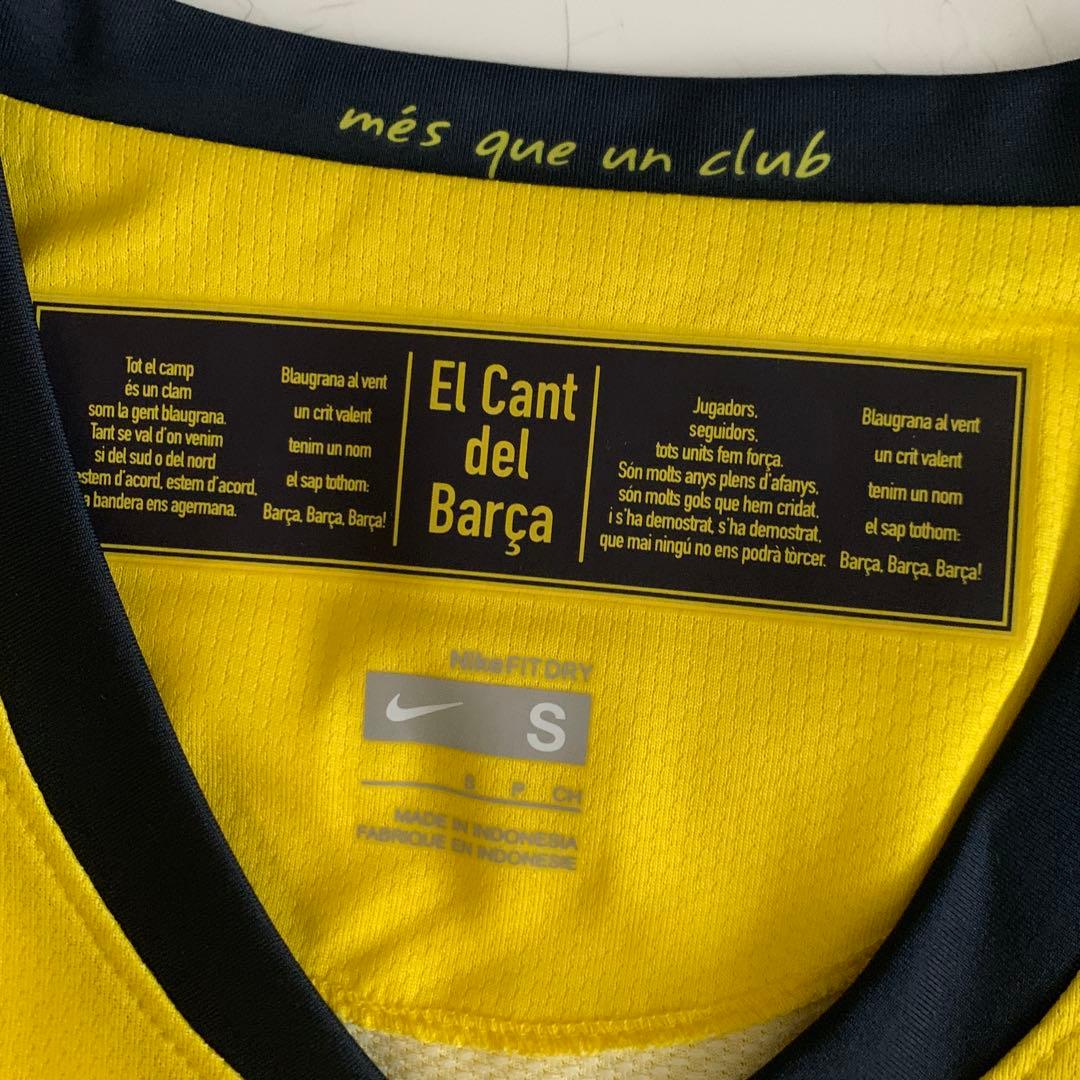 més que un club
Tot el camp
és un clam
som la gent blaugrana.
Tant se val d'on venim
si del sud o del nord
estem d'acord, estem d'acord,
bandera ens agermana.
Blaugrana al vent
un crit valent
tenim un nom
el sap tothom:
Barça, Barça, Barça!
El Cant
del
Barça
Jugadors,
seguidors,
tots units fem força.
Són molts anys plens d'afanys,
són molts gols que hem cridat,
i s'ha demostrat, s'ha demostrat,
que mai ningú no ens podrà tòrcer.
Blaugrana al vent
un crit valent
tenim un nom
el sap tothom:
Barça, Barça, Barça!
NikeFITDRY
S
S P CH
MADE IN INDONESIA
FABRIQUE EN INDONESIE